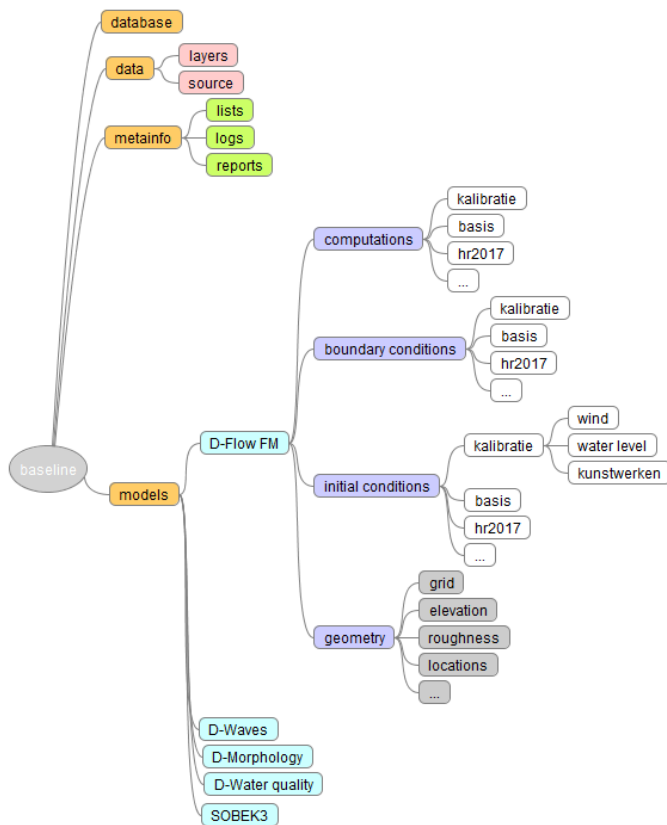 database
data
layers
source
metainfo
lists
logs
reports
baseline
models
D-Flow FM
computations
kalibratie
basis
hr2017
...
boundary conditions
kalibratie
basis
hr2017
...
initial conditions
kalibratie
wind
water level
kunstwerken
basis
hr2017
...
geometry
grid
elevation
roughness
locations
...
D-Waves
D-Morphology
D-Water quality
SOBEK3